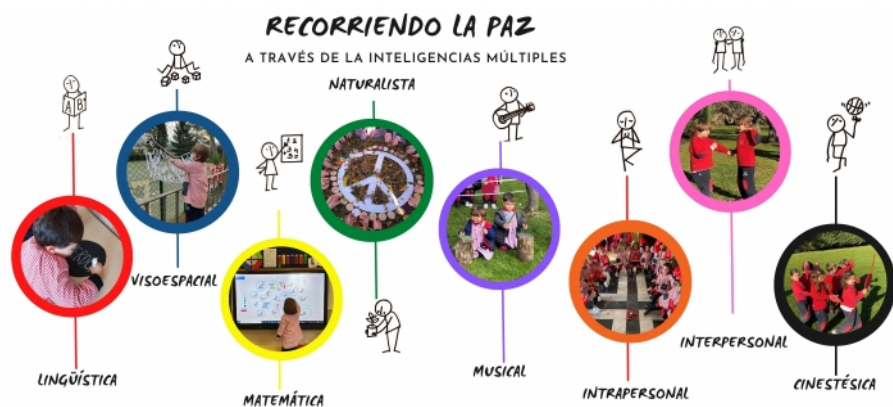 RECORRIENDO LA PAZ
A TRAVÉS DE LA INTELIGENCIAS MÚLTIPLES
NATURALISTA
A B
VISOESPACIAL
INTERPERSONAL
MUSICAL
LINGÜÍSTICA
MATEMÁTICA
INTRAPERSONAL
CINESTÉSICA